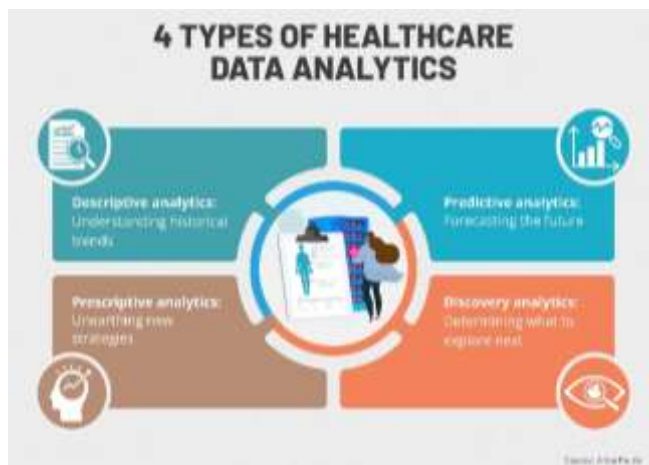 4 TYPES OF HEALTHCARE
DATA ANALYTICS
Descriptive analytics:
Understanding historical
trends
Predictive analytics:
Forecasting the future
Prescriptive analytics:
Unearthing new
strategies
Discovery analytics:
Determining what to
explore next